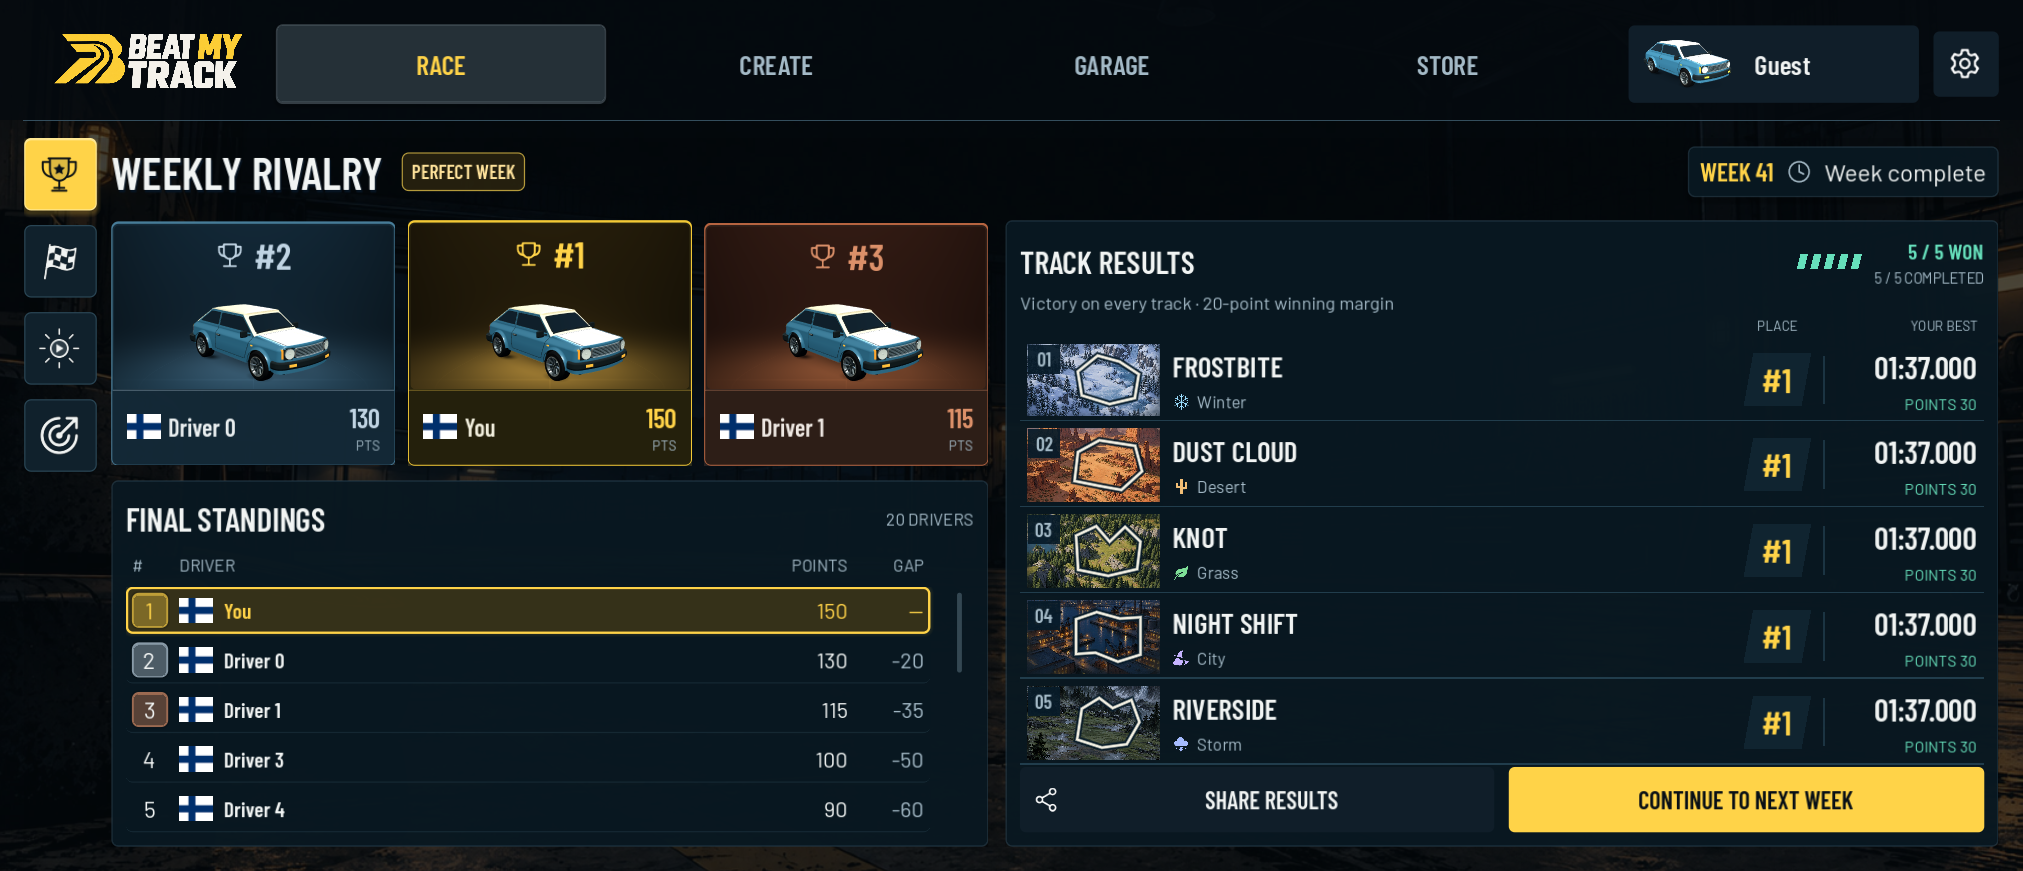 BEAT MY
TRACK
RACE
CREATE
GARAGE
STORE
Guest
WEEKLY RIVALRY
PERFECT WEEK
WEEK 41
Week complete
#2
Driver 0
130
PTS
#1
You
150
PTS
#3
Driver 1
115
PTS
FINAL STANDINGS
20 DRIVERS
# DRIVER POINTS GAP
1 You 150 –
2 Driver 0 130 -20
3 Driver 1 115 -35
4 Driver 3 100 -50
5 Driver 4 90 -60
TRACK RESULTS
5 / 5 WON
5 / 5 COMPLETED
Victory on every track · 20-point winning margin
PLACE YOUR BEST
01 FROSTBITE #1 01:37.000
Winter POINTS 30
02 DUST CLOUD #1 01:37.000
Desert POINTS 30
03 KNOT #1 01:37.000
Grass POINTS 30
04 NIGHT SHIFT #1 01:37.000
City POINTS 30
05 RIVERSIDE #1 01:37.000
Storm POINTS 30
SHARE RESULTS
CONTINUE TO NEXT WEEK